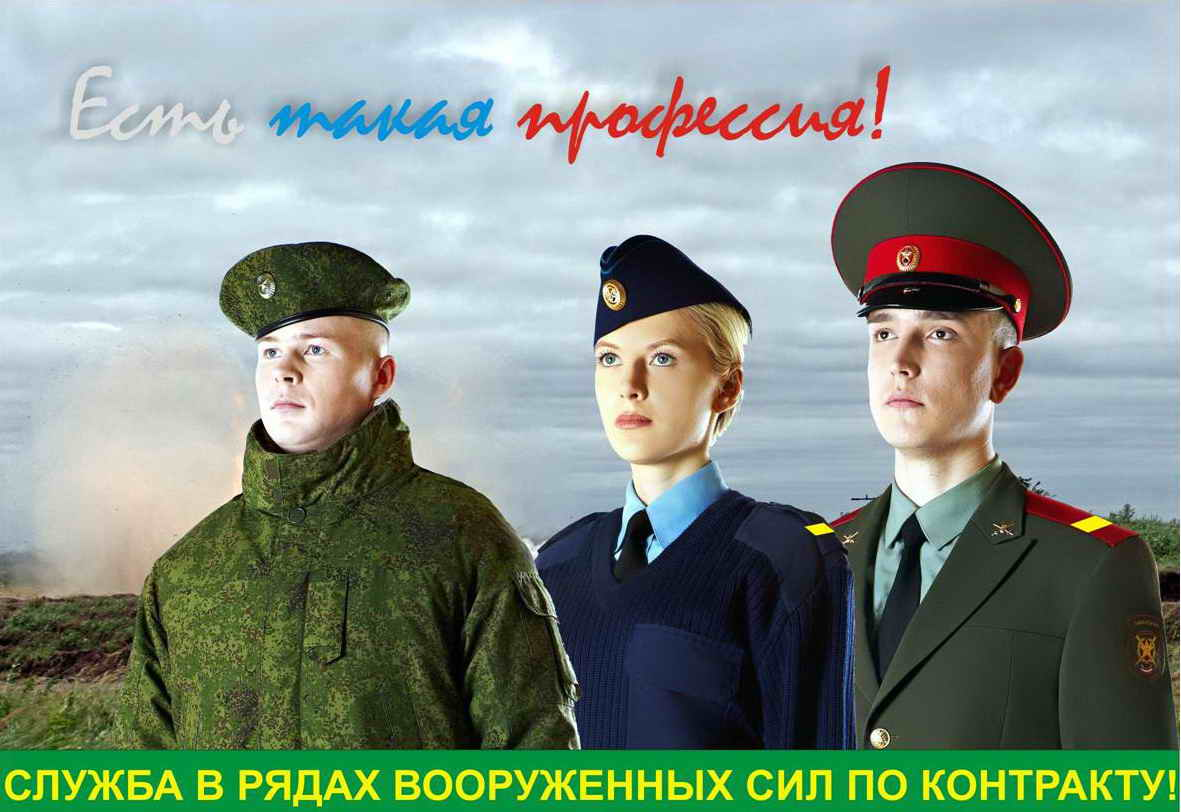 Есть такая профессия!
СЛУЖБА В РЯДАХ ВООРУЖЕННЫХ СИЛ ПО КОНТРАКТУ!